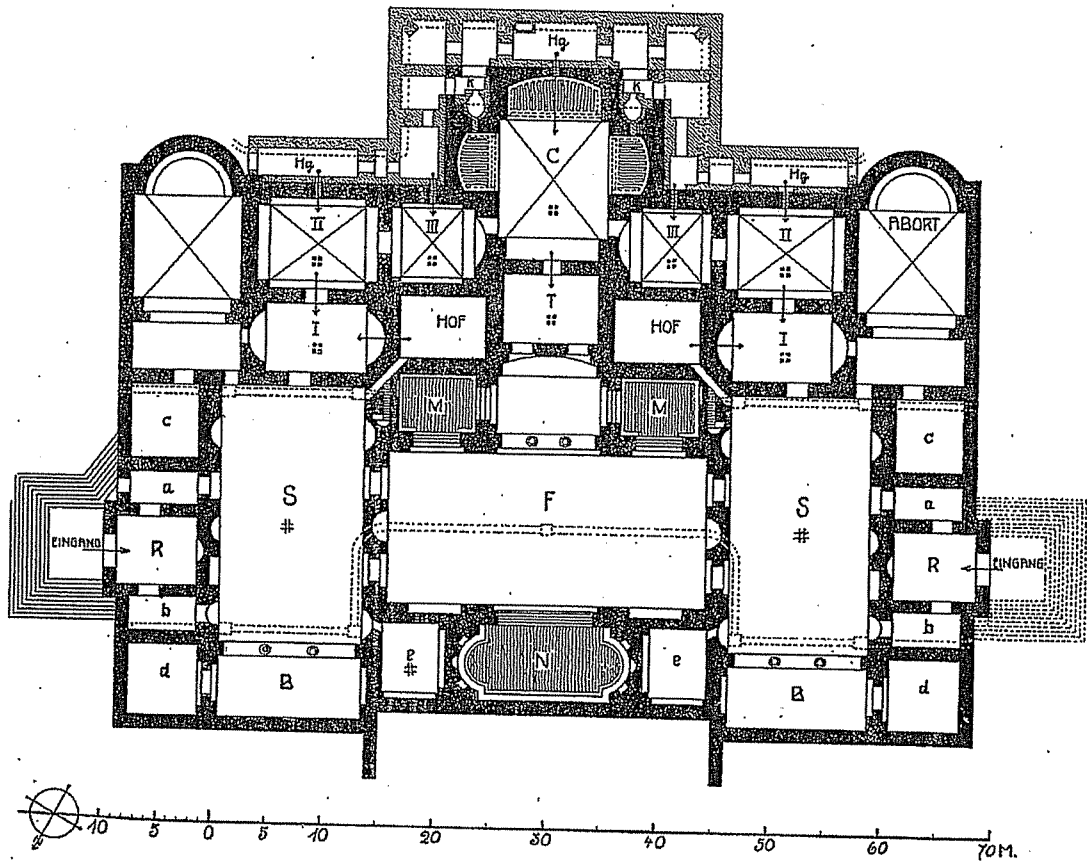 Hg
K K
C
Hg Hg
II III III II ABORT
T
I HOF HOF I
M M
c c
a S F S a
EINGANG R R EINGANG
b b
e N e
d B B d
10 5 0 5 10 20 30 40 50 60 70 M.